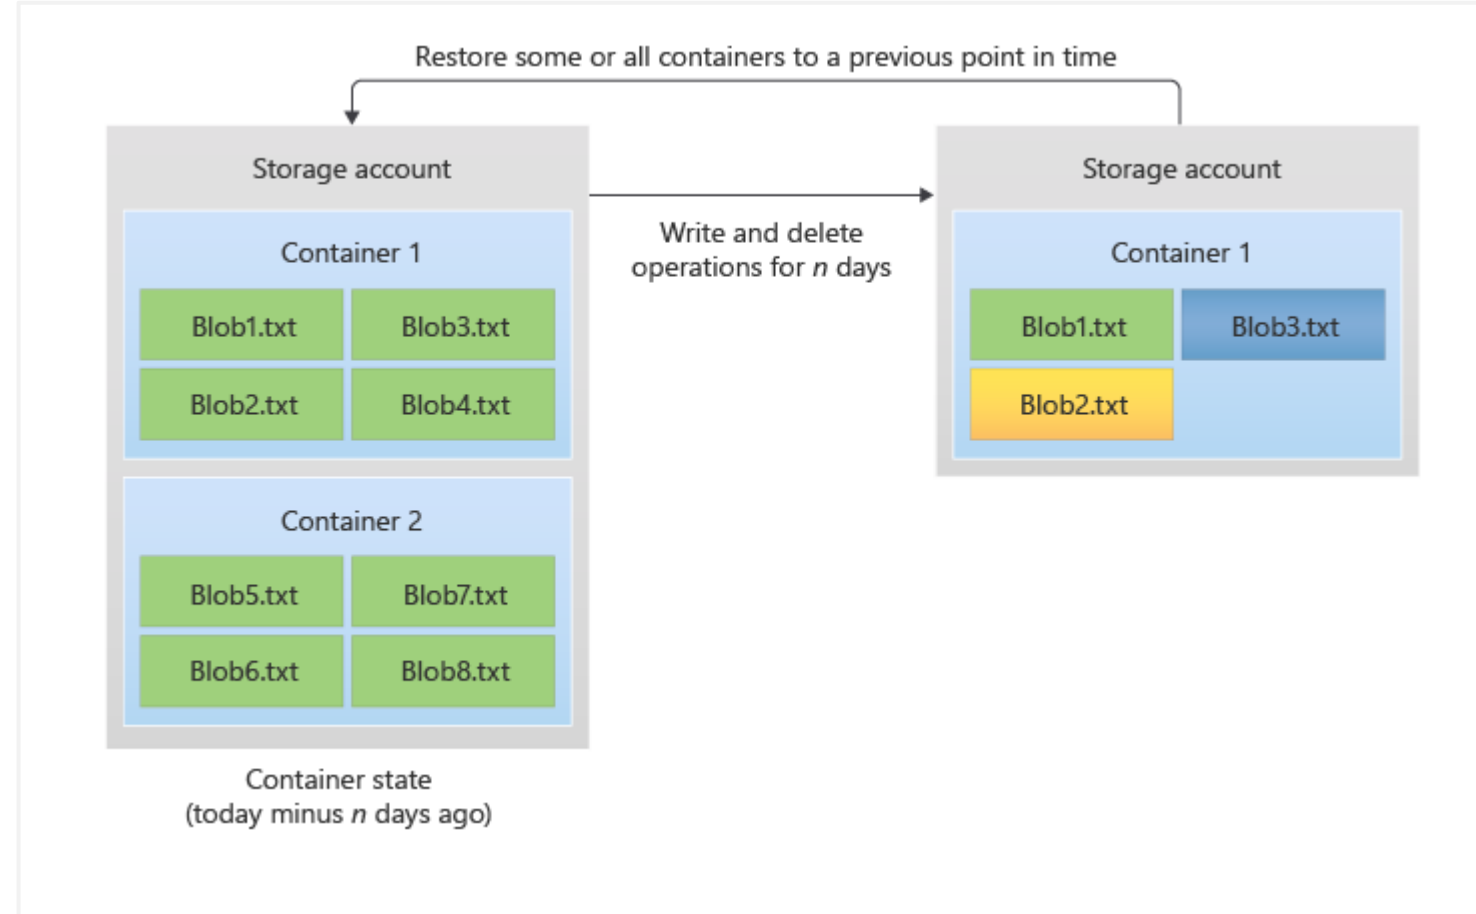 Restore some or all containers to a previous point in time
Storage account
Container 1
Blob1.txt
Blob3.txt
Blob2.txt
Blob4.txt
Container 2
Blob5.txt
Blob7.txt
Blob6.txt
Blob8.txt
Container state
(today minus n days ago)
Write and delete
operations for n days
Storage account
Container 1
Blob1.txt
Blob3.txt
Blob2.txt